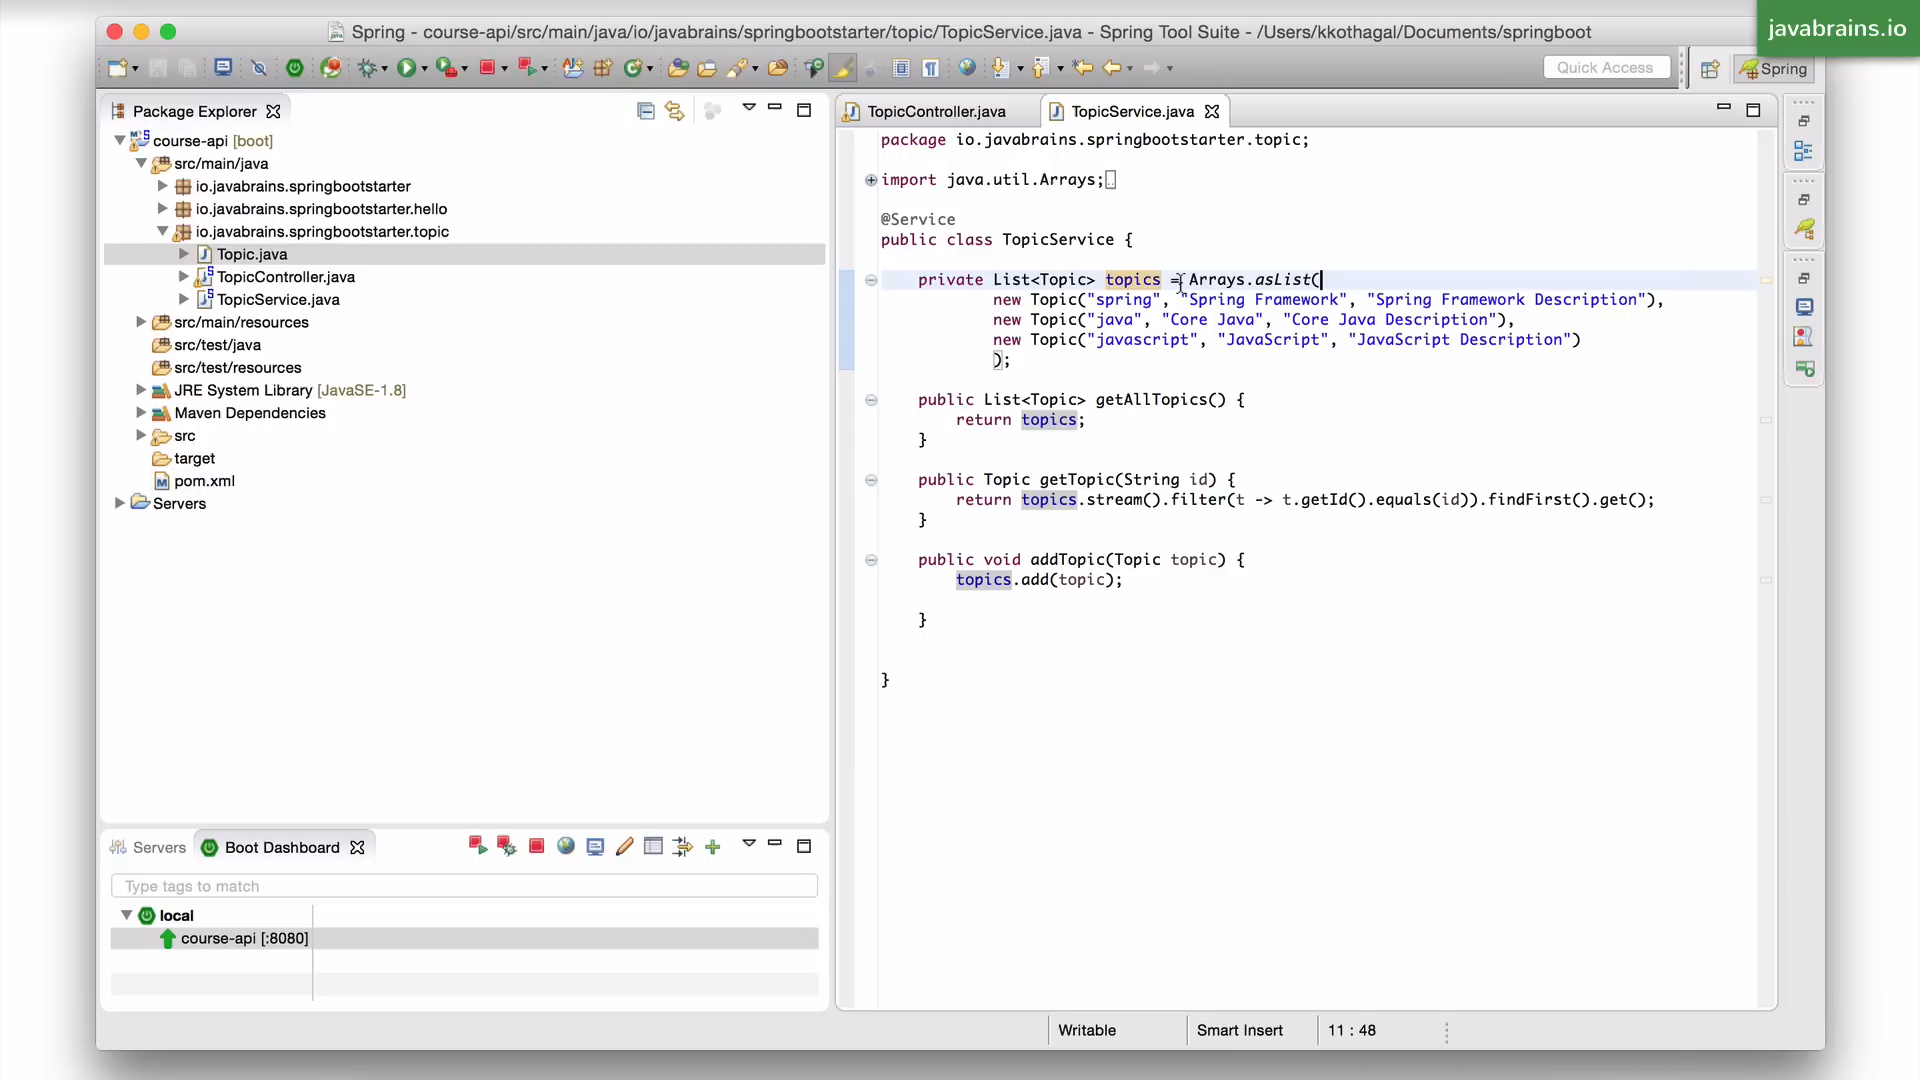 javabrains.io
Spring - course-api/src/main/java/io/javabrains/springbootstarter/topic/TopicService.java - Spring Tool Suite - /Users/kkothagal/Documents/springboot
Quick Access
Spring
Package Explorer
course-api [boot]
src/main/java
io.javabrains.springbootstarter
io.javabrains.springbootstarter.hello
io.javabrains.springbootstarter.topic
Topic.java
TopicController.java
TopicService.java
src/main/resources
src/test/java
src/test/resources
JRE System Library [JavaSE-1.8]
Maven Dependencies
src
target
pom.xml
Servers
TopicController.java
TopicService.java
package io.javabrains.springbootstarter.topic;
import java.util.Arrays;
@Service
public class TopicService {
private List<Topic> topics = Arrays.asList(
new Topic("spring", "Spring Framework", "Spring Framework Description"),
new Topic("java", "Core Java", "Core Java Description"),
new Topic("javascript", "JavaScript", "JavaScript Description")
);
public List<Topic> getAllTopics() {
return topics;
}
public Topic getTopic(String id) {
return topics.stream().filter(t -> t.getId().equals(id)).findFirst().get();
}
public void addTopic(Topic topic) {
topics.add(topic);
}
}
Servers
Boot Dashboard
Type tags to match
local
course-api [:8080]
Writable
Smart Insert
11 : 48